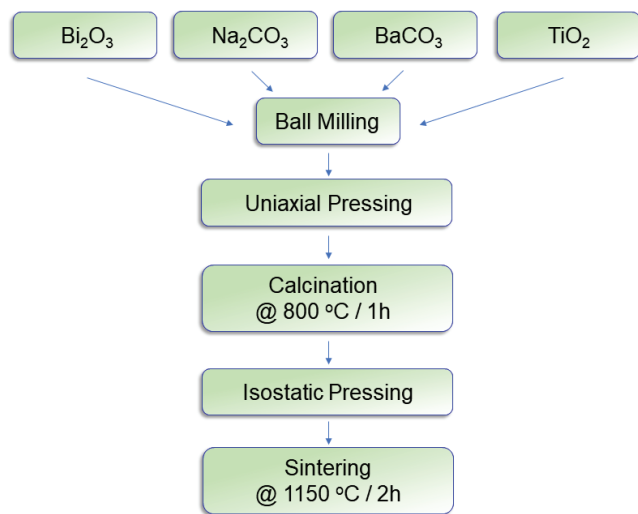 Bi₂O₃
Na₂CO₃
BaCO₃
TiO₂
Ball Milling
Uniaxial Pressing
Calcination
@ 800 ºC / 1h
Isostatic Pressing
Sintering
@ 1150 ºC / 2h